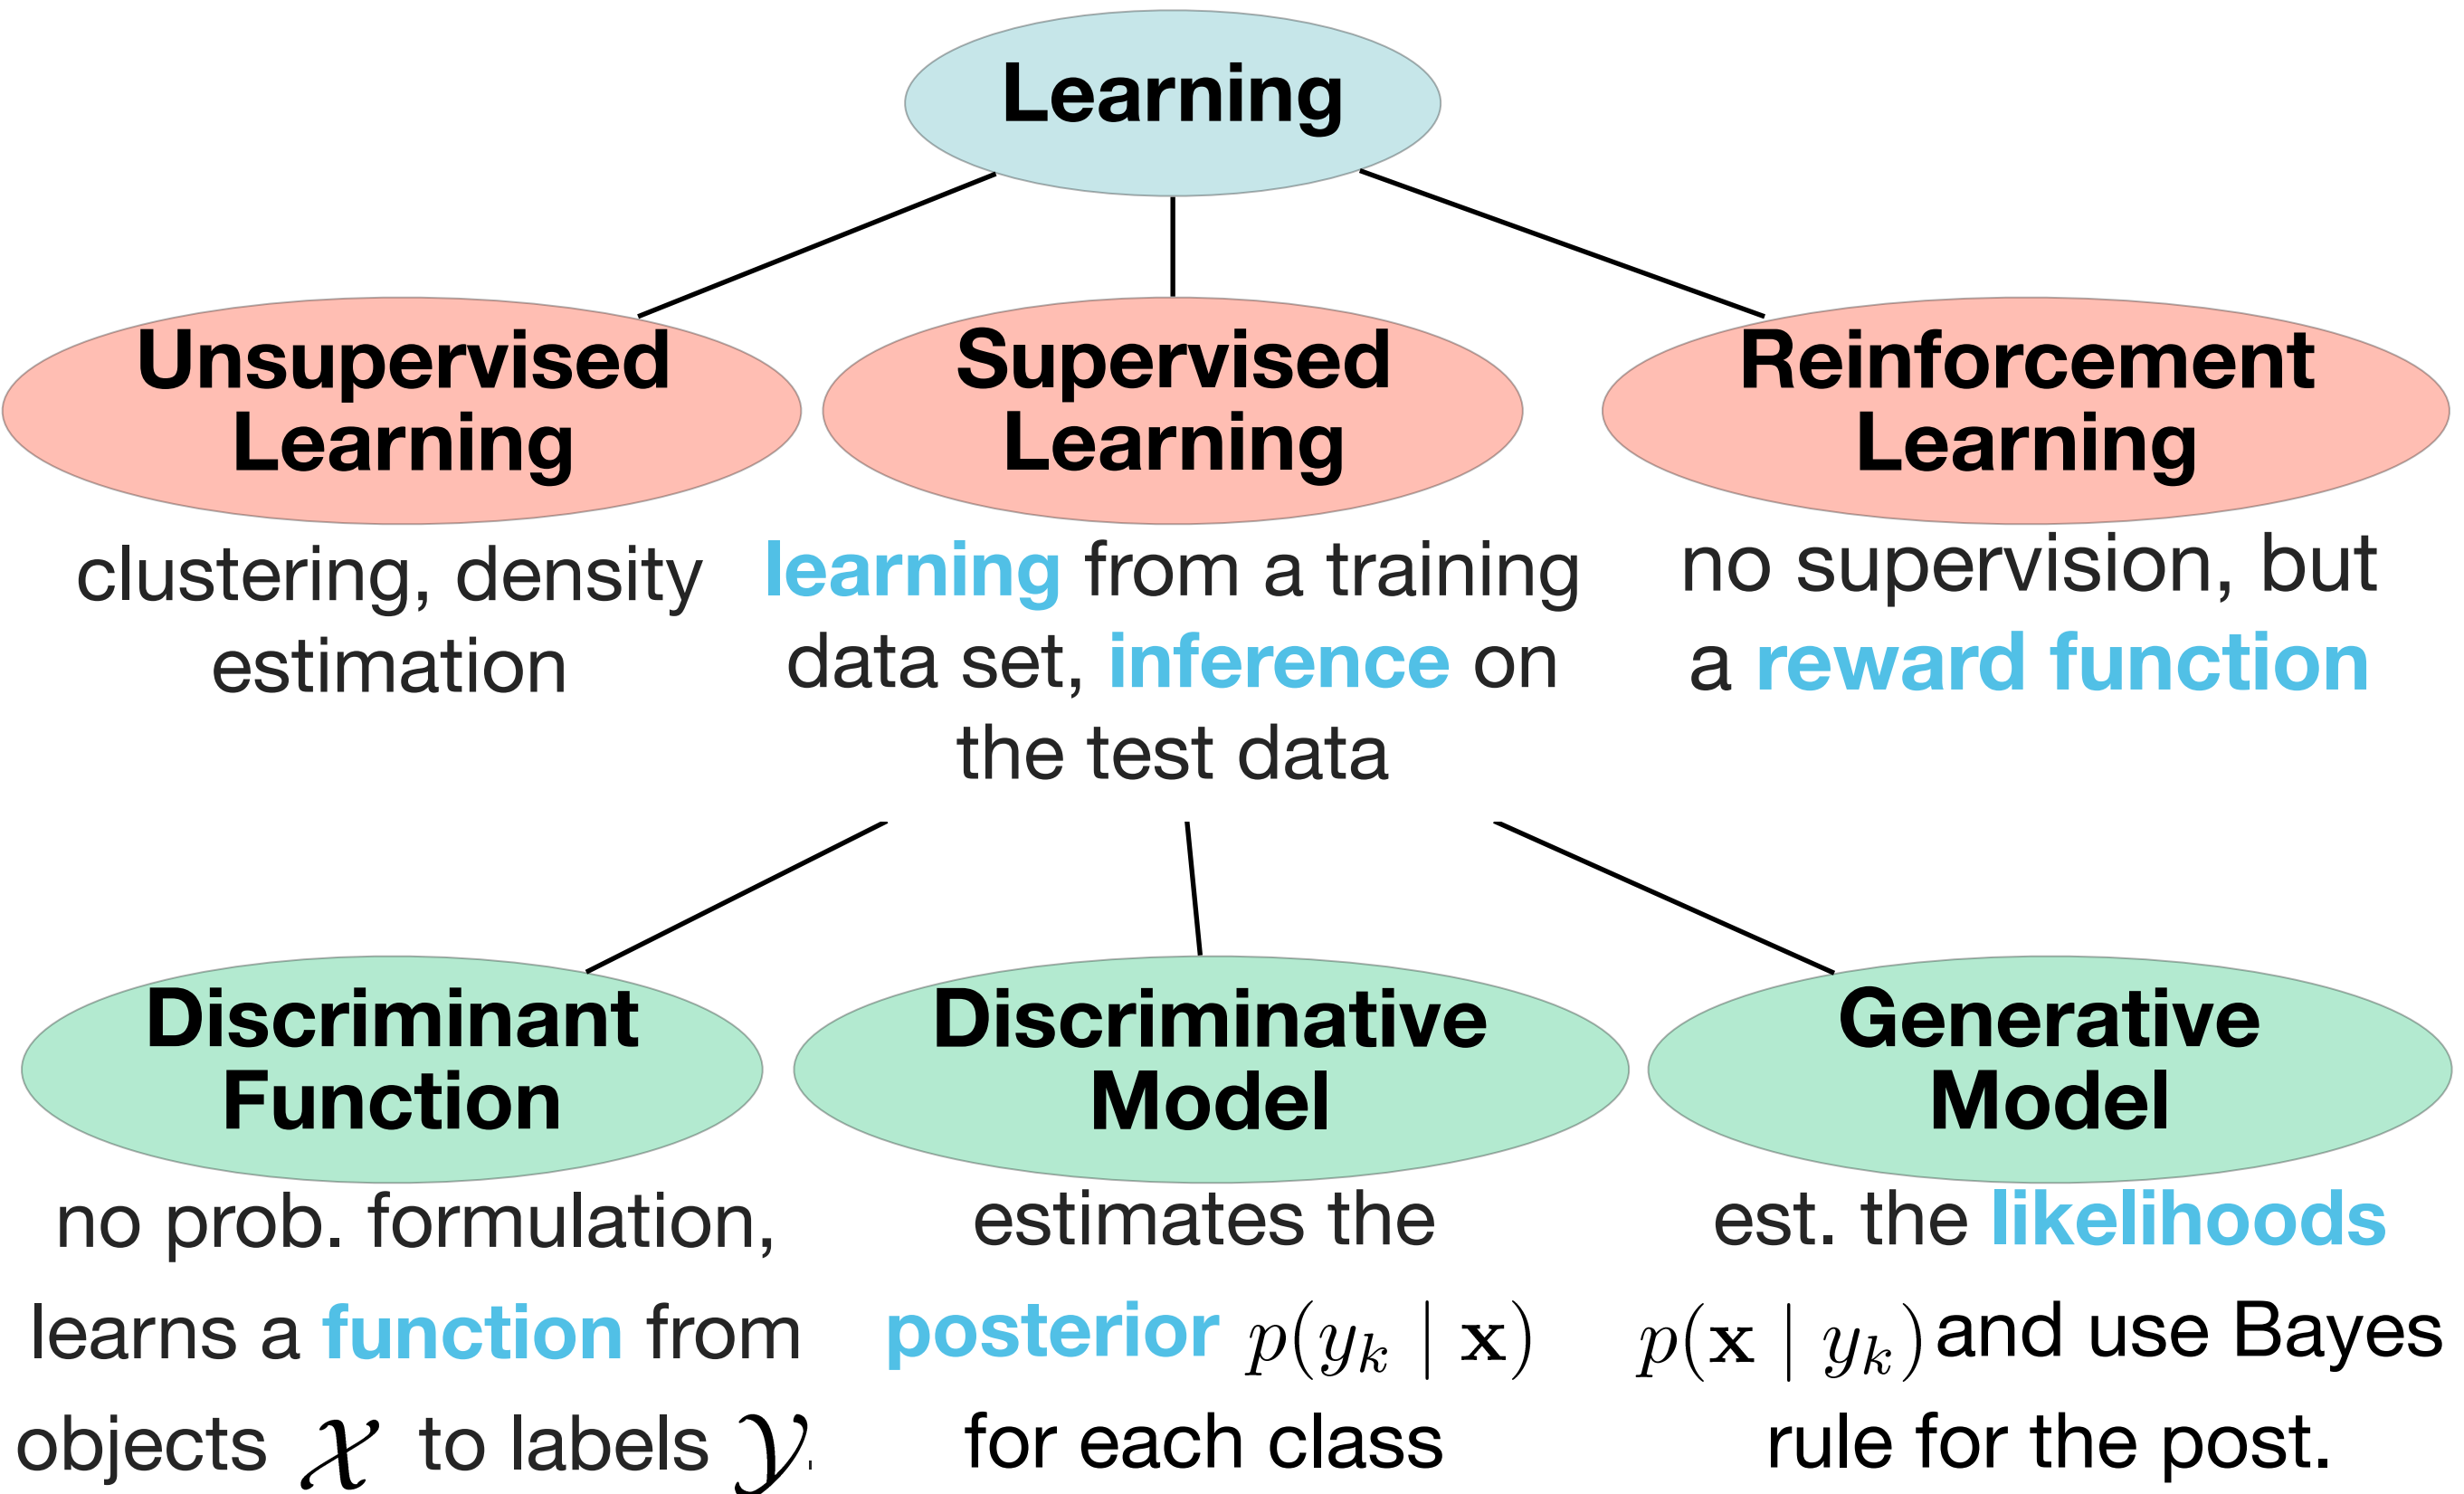 Learning
Unsupervised
Learning
clustering, density
estimation
Supervised
Learning
learning from a training
data set, inference on
the test data
Reinforcement
Learning
no supervision, but
a reward function
Discriminant
Function
no prob. formulation,
learns a function from
objects 𝒳 to labels 𝒴
Discriminative
Model
estimates the
posterior p(yₖ | x)
for each class
Generative
Model
est. the likelihoods
p(x | yₖ) and use Bayes
rule for the post.